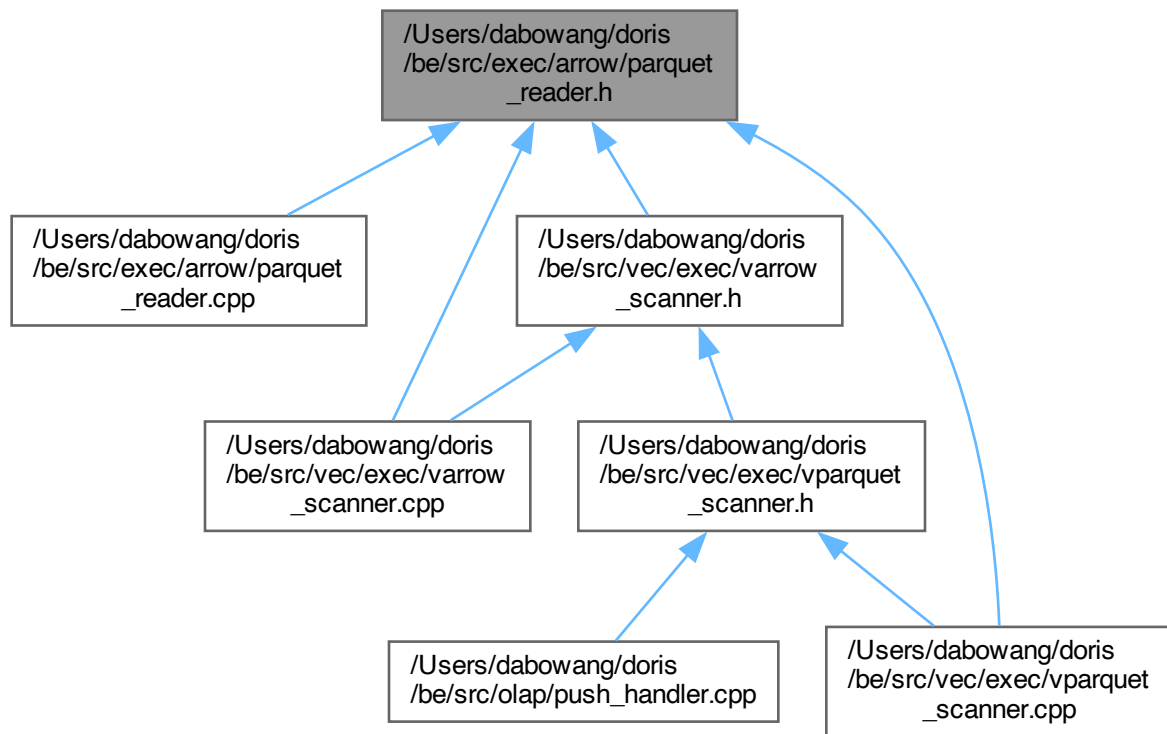 /Users/dabowang/doris
/be/src/exec/arrow/parquet
_reader.h
/Users/dabowang/doris
/be/src/exec/arrow/parquet
_reader.cpp
/Users/dabowang/doris
/be/src/vec/exec/varrow
_scanner.h
/Users/dabowang/doris
/be/src/vec/exec/varrow
_scanner.cpp
/Users/dabowang/doris
/be/src/vec/exec/vparquet
_scanner.h
/Users/dabowang/doris
/be/src/olap/push_handler.cpp
/Users/dabowang/doris
/be/src/vec/exec/vparquet
_scanner.cpp